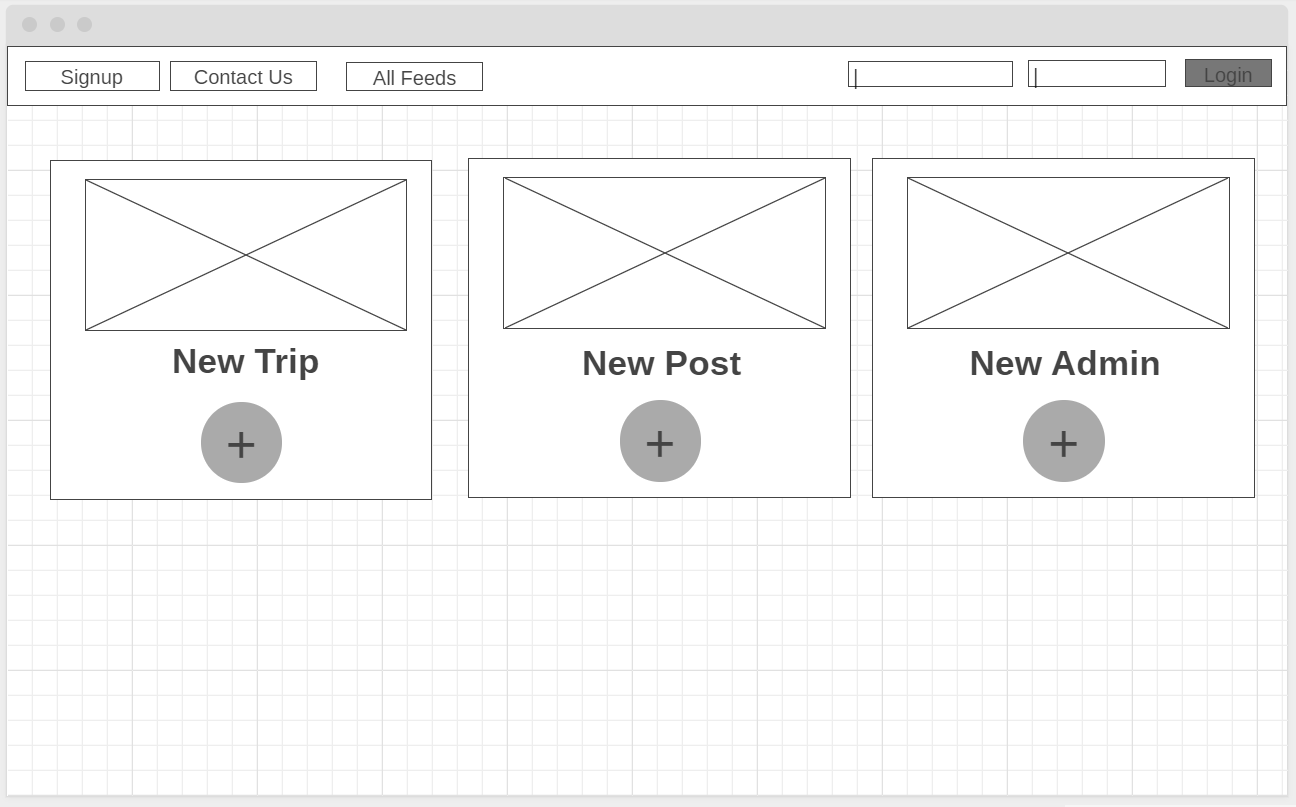 Signup
Contact Us
All Feeds
Login
New Trip
New Post
New Admin
+
+
+